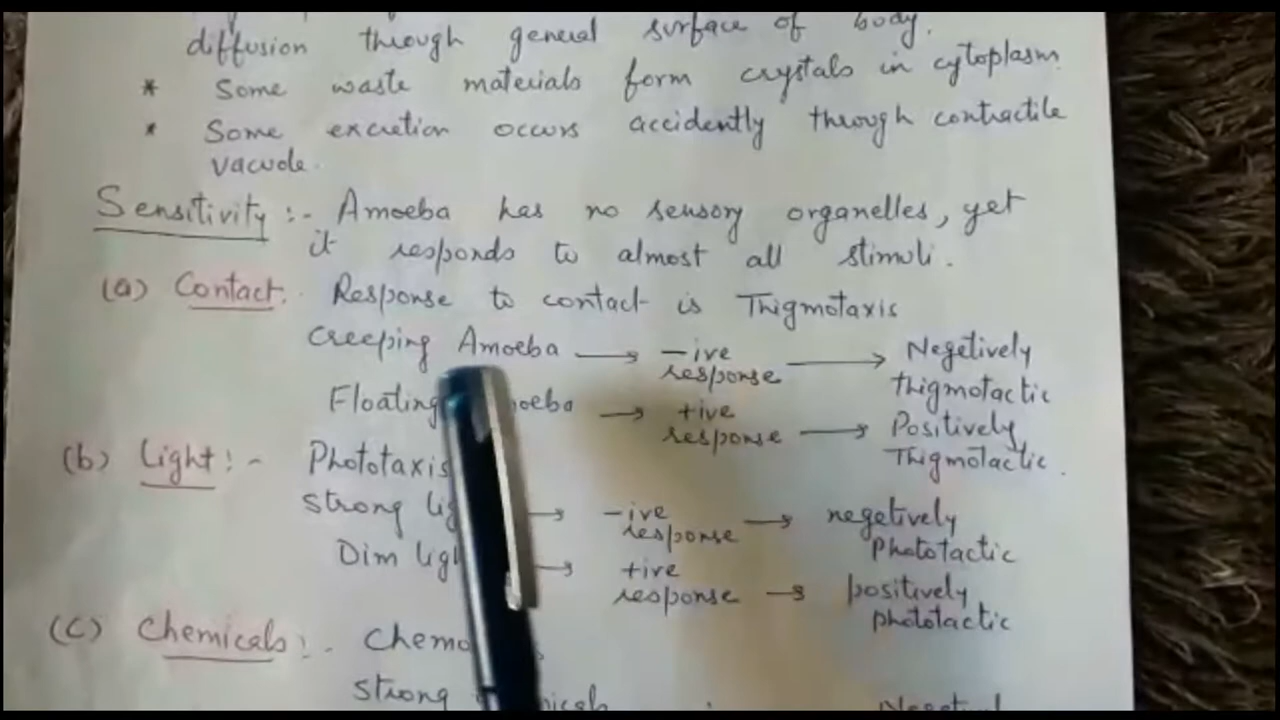 diffusion through general surface of body.
* Some waste materials form crystals in cytoplasm
* Some excretion occurs accidently through contractile
vacuole.
Sensitivity :- Amoeba has no sensory organelles, yet
it responds to almost all stimuli.
(a) Contact. Response to contact is Thigmotaxis
Creeping Amoeba → -ive response → Negetively thigmotactic
Floating → +ive response → Positively Thigmotactic.
(b) Light :- Phototaxis
Strong → -ive response → negetively Phototactic
Dim → +ive response → positively phototactic
(c) Chemicals :-
Strong